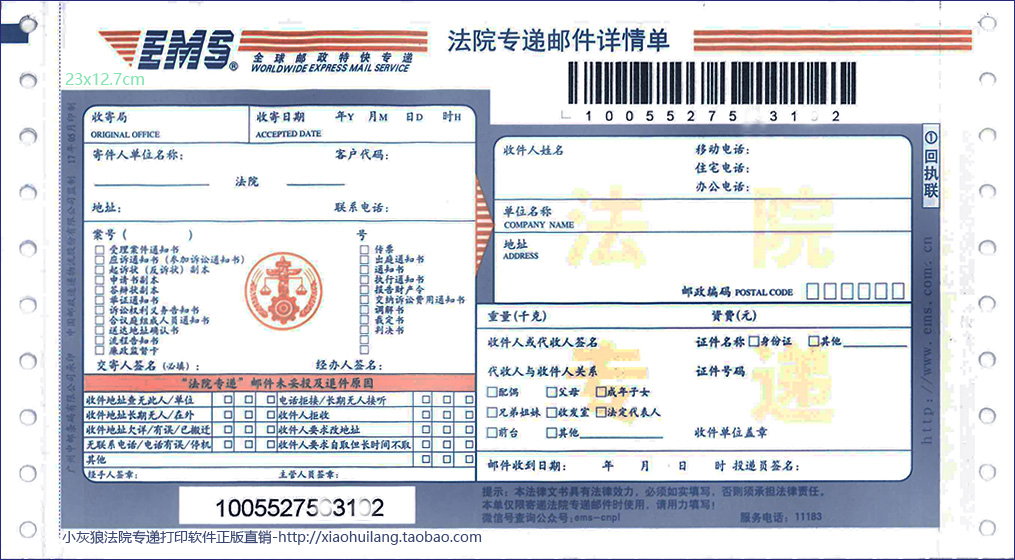 EMS®
全球邮政特快专递
WORLDWIDE EXPRESS MAIL SERVICE
法院专递邮件详情单
23x12.7cm
收寄局
ORIGINAL OFFICE
收寄日期 年Y 月M 日D 时H
ACCEPTED DATE
寄件人单位名称: 客户代码:
法院
地址: 联系电话:
案号 ( ) 号
受理案件通知书
应诉通知书 (参加诉讼通知书)
起诉状 (反诉状) 副本
申请书副本
答辩状副本
举证通知书
诉讼权利义务告知书
合议庭组成人员通知书
送达地址确认书
流程告知书
廉政监督卡
传票
出庭通知书
通知书
执行通知书
报告财产令
交纳诉讼费用通知书
调解书
裁定书
判决书
交寄人签名 (必填): 经办人签名:
"法院专递" 邮件未妥投及退件原因
收件地址查无此人/单位 电话拒接/长期无人接听
收件地址长期无人/在外 收件人拒收
收件地址欠详/有误/已搬迁 收件人要求改地址
无联系电话/电话有误/停机 收件人要求自取但长时间不取
其他
经手人签章: 主管人员签章:
10055275 31 2
收件人姓名 移动电话:
住宅电话:
办公电话:
单位名称
COMPANY NAME
地址
ADDRESS
邮政编码 POSTAL CODE
法院
专递
重量(千克) 资费(元)
收件人或代收人签名 证件名称 身份证 其他
代收人与收件人关系 证件号码
配偶 父母 成年子女
兄弟姐妹 收发室 法定代表人
前台 其他 收件单位盖章
邮件收到日期: 年 月 日 时 投递员签名:
①回执联
http://www.ems.com.cn
提示: 本法律文书具有法律效力, 必须如实填写, 否则须承担法律责任。
本单仅限寄递法院专递邮件时使用, 请用力填写!
微信号查询公众号:ems-cnpl 服务电话: 11183
小灰狼法院专递打印软件正版直销-http://xiaohuilang.taobao.com